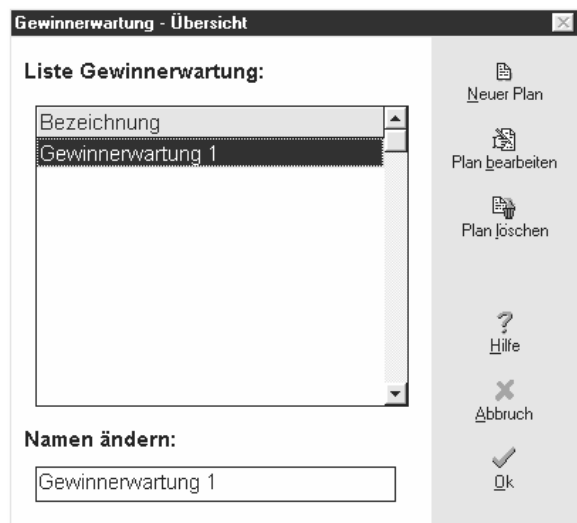 Gewinnerwartung - Übersicht
Liste Gewinnerwartung:
Bezeichnung
Gewinnerwartung 1
Namen ändern:
Gewinnerwartung 1
Neuer Plan
Plan bearbeiten
Plan löschen
Hilfe
Abbruch
Ok